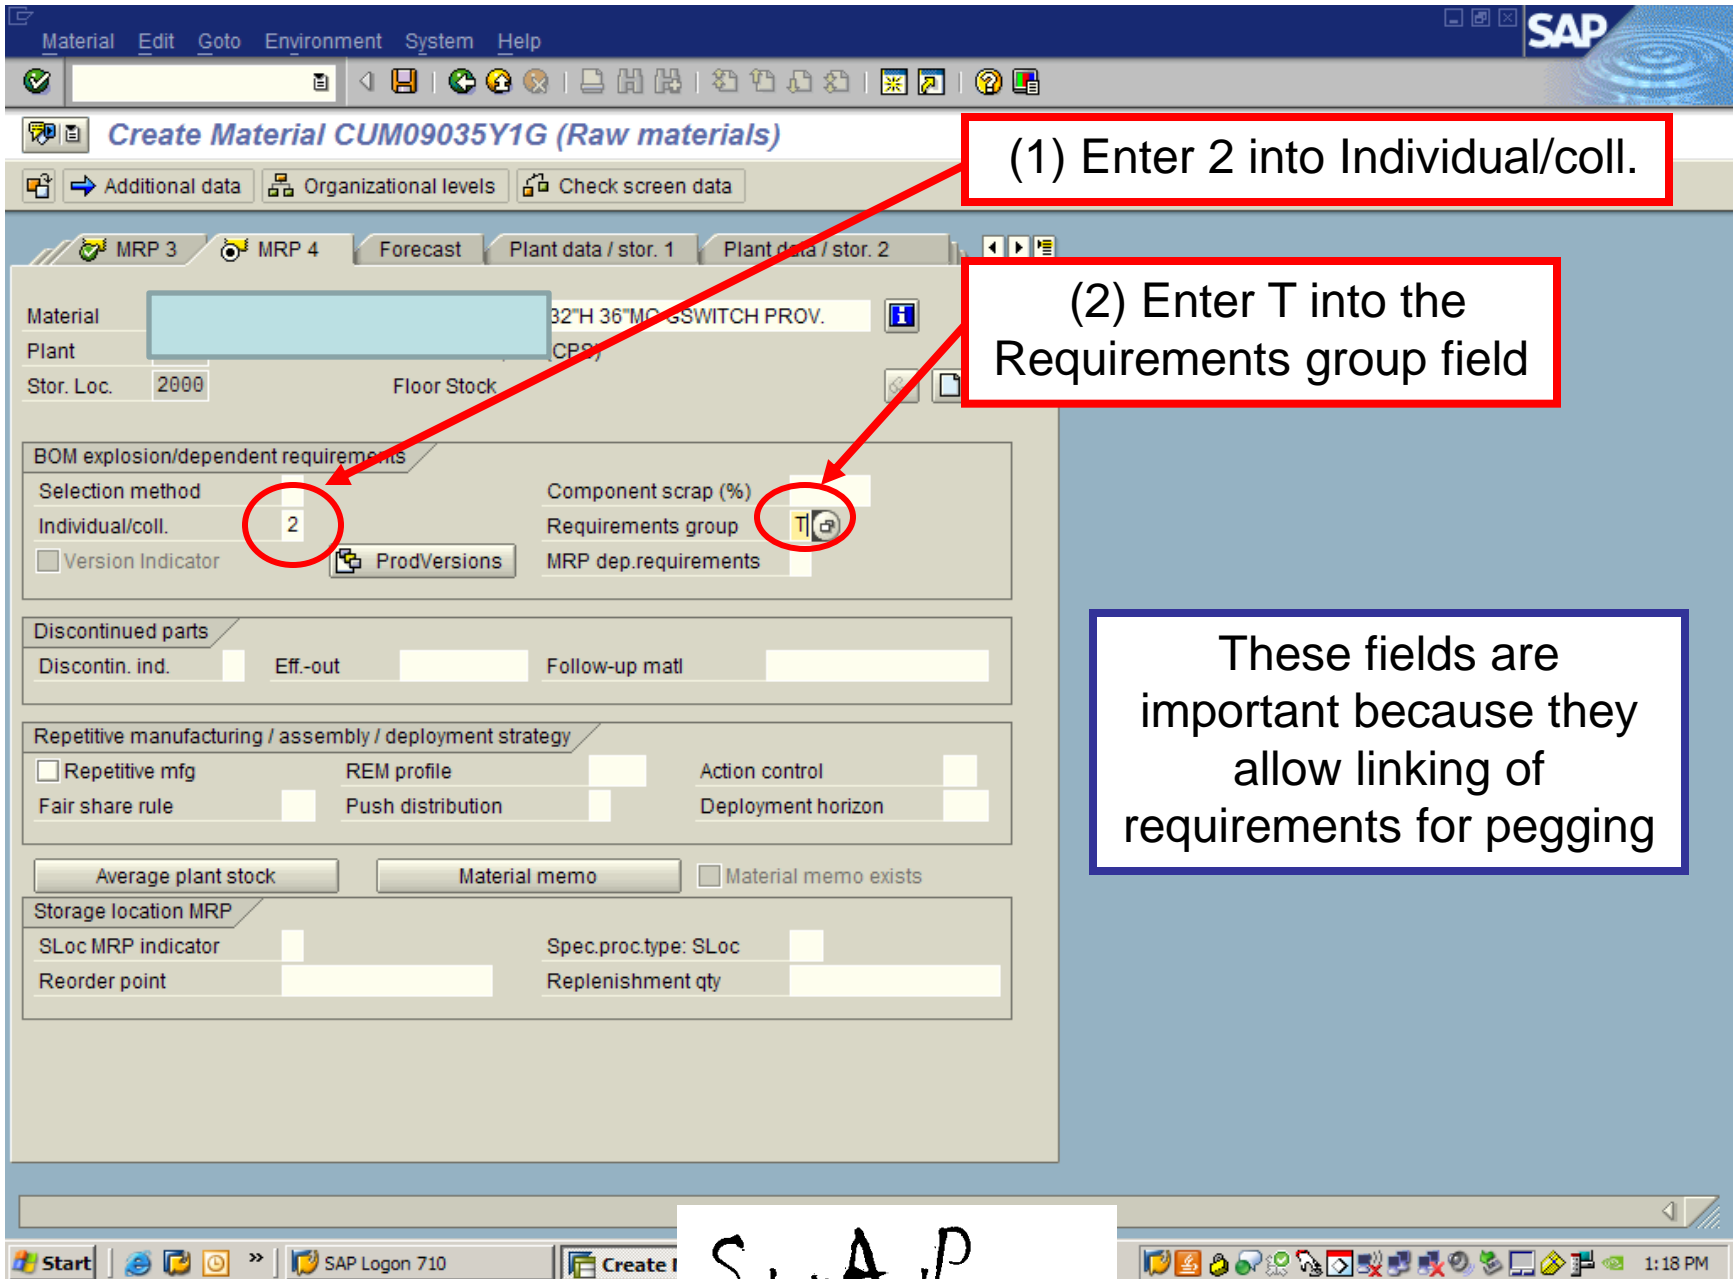 Material Edit Goto Environment System Help
SAP
Create Material CUM09035Y1G (Raw materials)
(1) Enter 2 into Individual/coll.
Additional data Organizational levels Check screen data
MRP 3 MRP 4 Forecast Plant data / stor. 1 Plant data / stor. 2
(2) Enter T into the
Requirements group field
Material 32"H 36"MC GSWITCH PROV.
Plant (CPS)
Stor. Loc. 2000 Floor Stock
BOM explosion/dependent requirements
Selection method Component scrap (%)
Individual/coll. 2 Requirements group T
Version Indicator ProdVersions MRP dep.requirements
Discontinued parts
Discontin. ind. Eff.-out Follow-up matl
These fields are
important because they
allow linking of
requirements for pegging
Repetitive manufacturing / assembly / deployment strategy
Repetitive mfg REM profile Action control
Fair share rule Push distribution Deployment horizon
Average plant stock Material memo Material memo exists
Storage location MRP
SLoc MRP indicator Spec.proc.type: SLoc
Reorder point Replenishment qty
Start » SAP Logon 710 Create 1:18 PM